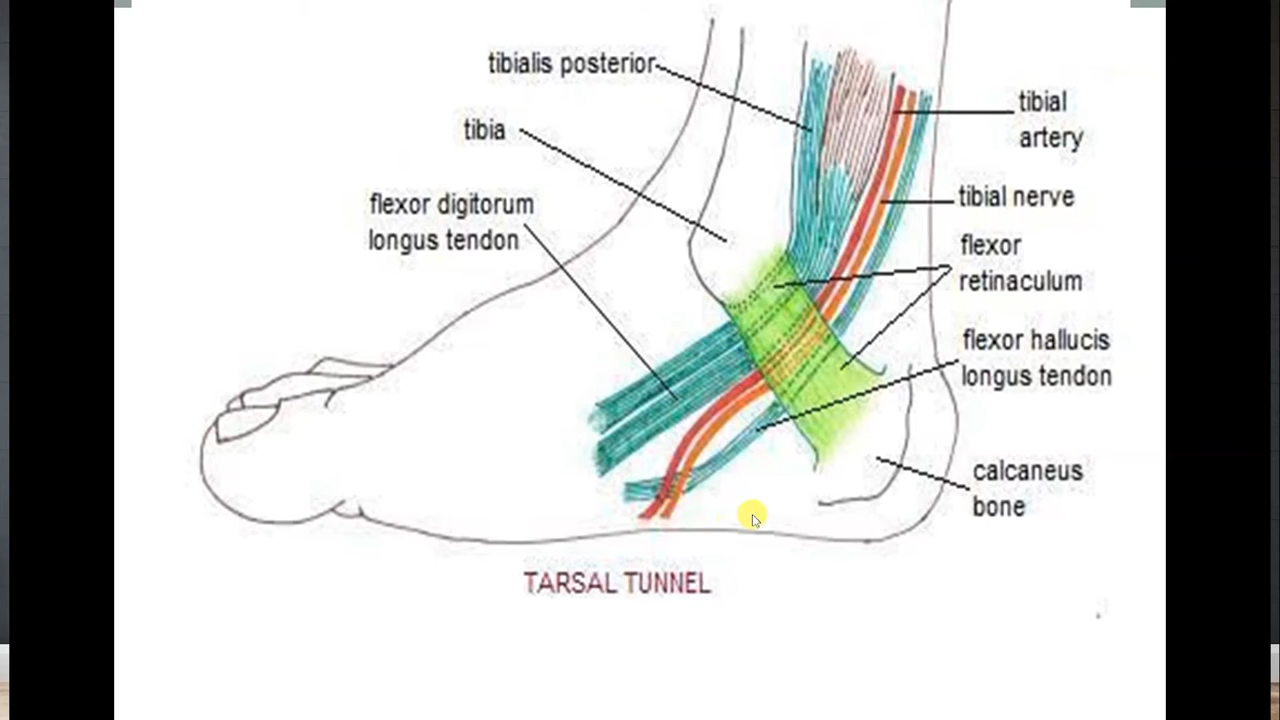 tibialis posterior
tibia
flexor digitorum
longus tendon
tibial
artery
tibial nerve
flexor
retinaculum
flexor hallucis
longus tendon
calcaneus
bone
TARSAL TUNNEL